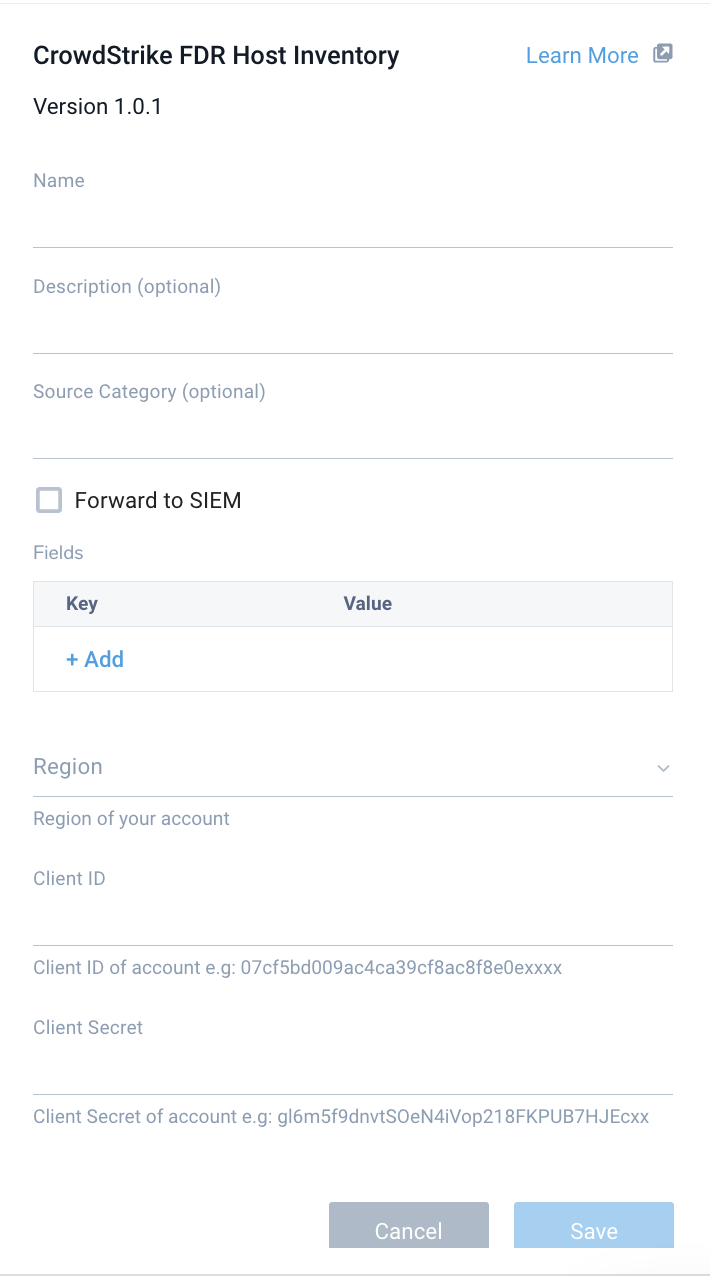 CrowdStrike FDR Host Inventory Learn More
Version 1.0.1
Name
Description (optional)
Source Category (optional)
Forward to SIEM
Fields
Key Value
+ Add
Region
Region of your account
Client ID
Client ID of account e.g: 07cf5bd009ac4ca39cf8ac8f8e0exxxx
Client Secret
Client Secret of account e.g: gl6m5f9dnvtSOeN4iVop218FKPUB7HJEcxx
Cancel Save